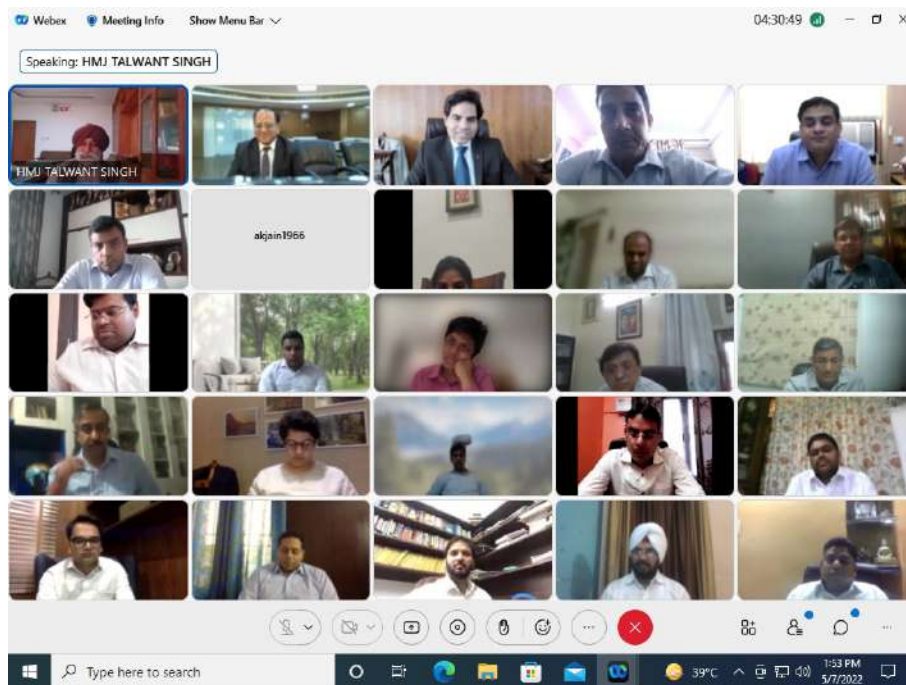 Webex Meeting Info Show Menu Bar 04:30:49
Speaking: HMJ TALWANT SINGH
HMJ TALWANT SINGH
akjain1966
Type here to search
39°C
1:53 PM
5/7/2022